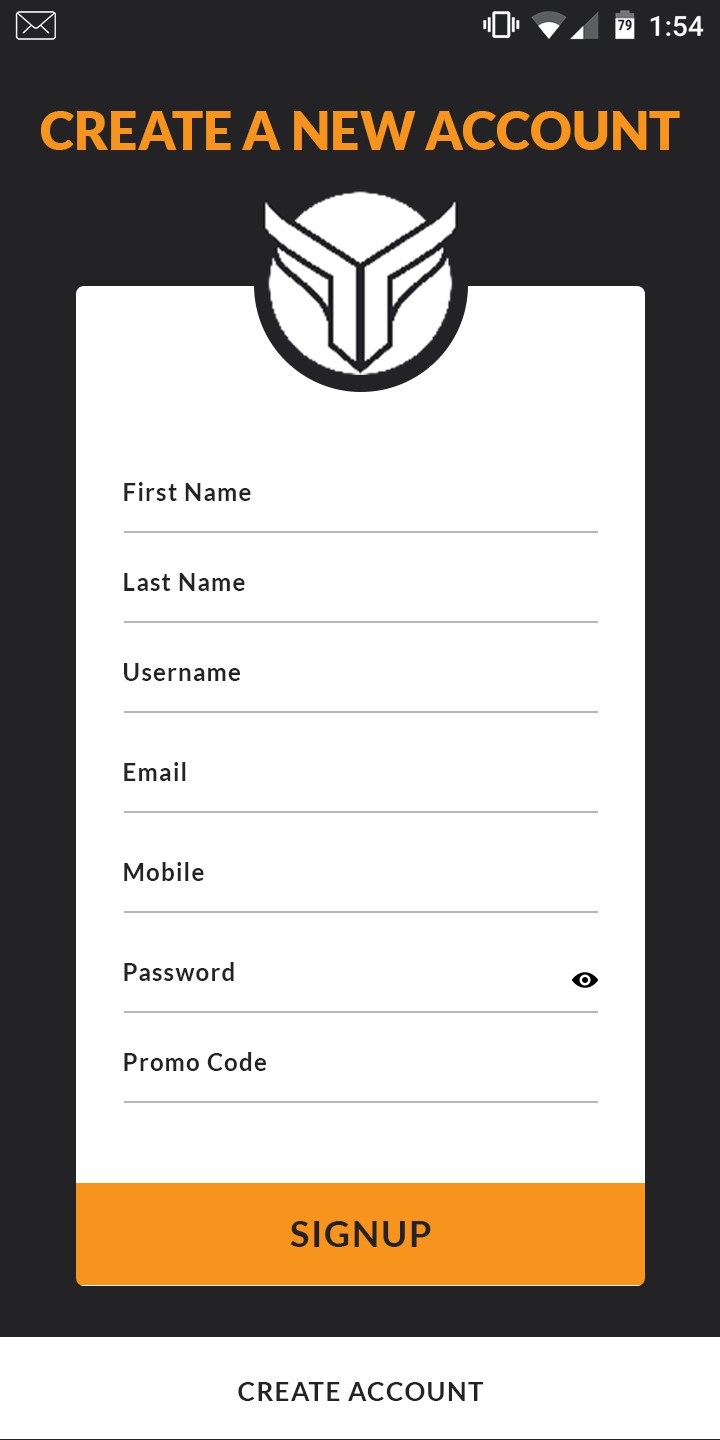 79 1:54
CREATE A NEW ACCOUNT
First Name
Last Name
Username
Email
Mobile
Password
Promo Code
SIGNUP
CREATE ACCOUNT